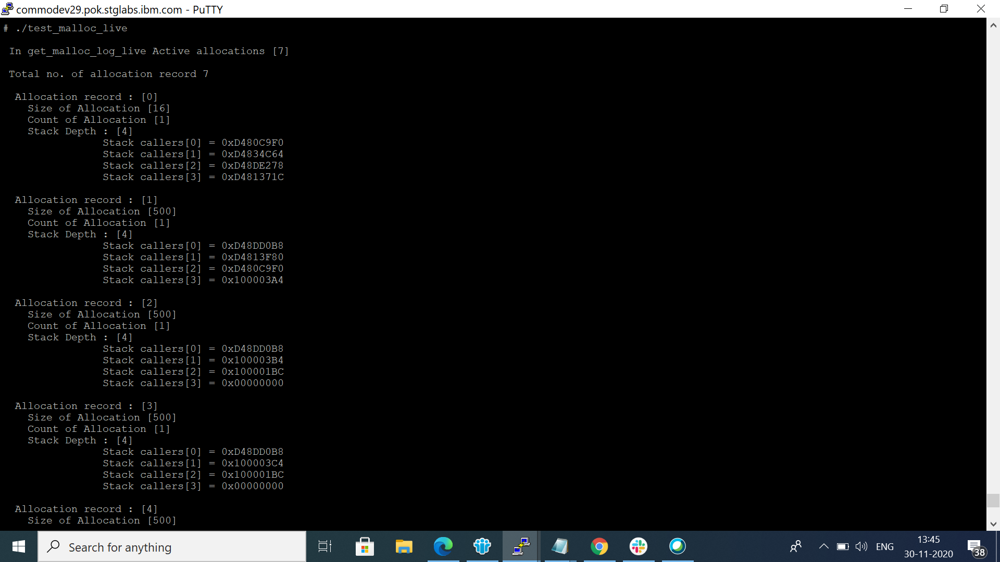 commodev29.pok.stglabs.ibm.com - PuTTY
# ./test_malloc_live
In get_malloc_log_live Active allocations [7]
Total no. of allocation record 7
Allocation record : [0]
Size of Allocation [16]
Count of Allocation [1]
Stack Depth : [4]
Stack callers[0] = 0xD480C9F0
Stack callers[1] = 0xD4834C64
Stack callers[2] = 0xD48DE278
Stack callers[3] = 0xD481371C
Allocation record : [1]
Size of Allocation [500]
Count of Allocation [1]
Stack Depth : [4]
Stack callers[0] = 0xD48DD0B8
Stack callers[1] = 0xD4813F80
Stack callers[2] = 0xD480C9F0
Stack callers[3] = 0x100003A4
Allocation record : [2]
Size of Allocation [500]
Count of Allocation [1]
Stack Depth : [4]
Stack callers[0] = 0xD48DD0B8
Stack callers[1] = 0x100003B4
Stack callers[2] = 0x100001BC
Stack callers[3] = 0x00000000
Allocation record : [3]
Size of Allocation [500]
Count of Allocation [1]
Stack Depth : [4]
Stack callers[0] = 0xD48DD0B8
Stack callers[1] = 0x100003C4
Stack callers[2] = 0x100001BC
Stack callers[3] = 0x00000000
Allocation record : [4]
Size of Allocation [500]
Search for anything
ENG
13:45
30-11-2020
38